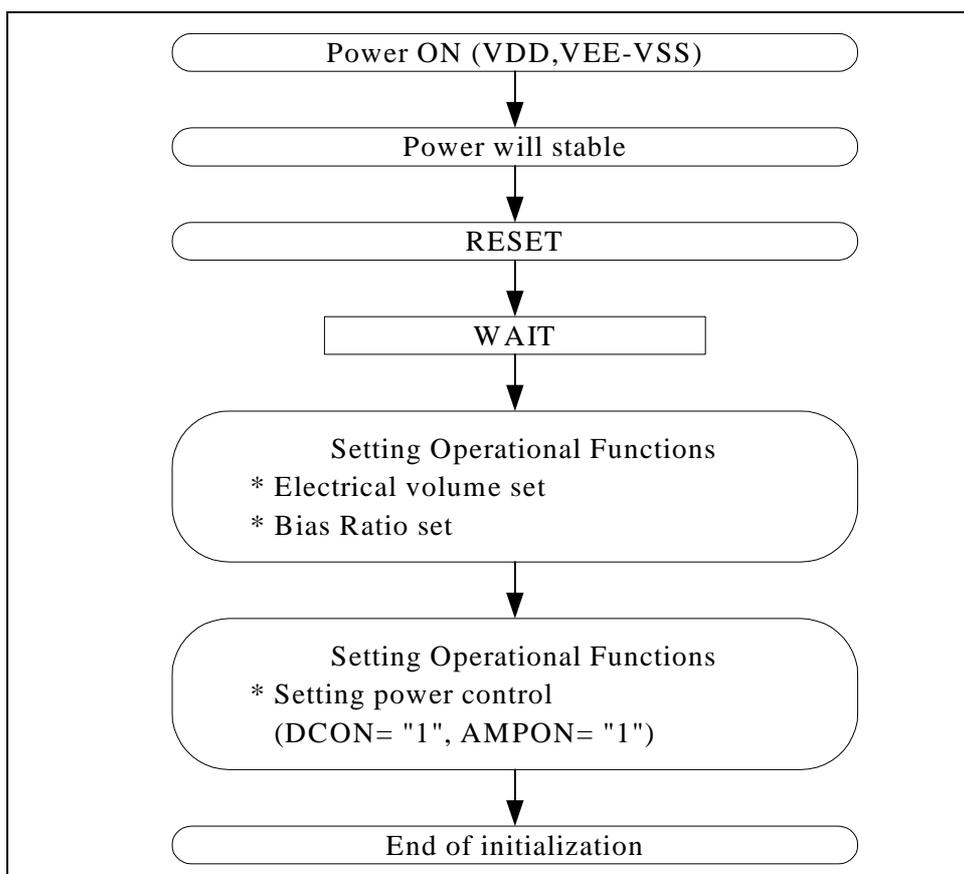 Power ON (VDD,VEE-VSS)
Power will stable
RESET
WAIT
Setting Operational Functions
* Electrical volume set
* Bias Ratio set
Setting Operational Functions
* Setting power control
(DCON= "1", AMPON= "1")
End of initialization